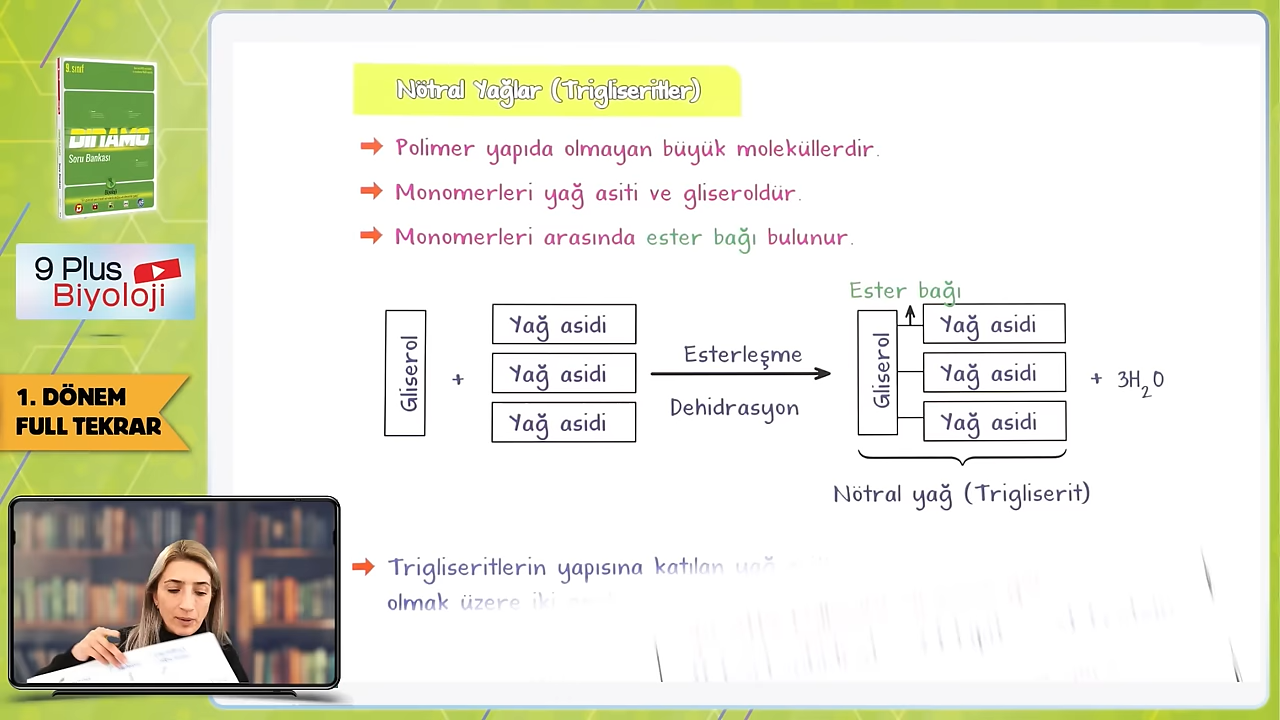 9. sınıf
DİNAMO
Soru Bankası
9 Plus
Biyoloji
1. DÖNEM
FULL TEKRAR
Nötral Yağlar (Trigliseritler)
Polimer yapıda olmayan büyük moleküllerdir.
Monomerleri yağ asiti ve gliseroldür.
Monomerleri arasında ester bağı bulunur.
Gliserol
+
Yağ asidi
Yağ asidi
Yağ asidi
Esterleşme
Dehidrasyon
Ester bağı
Gliserol
Yağ asidi
Yağ asidi
Yağ asidi
+ 3H2O
Nötral yağ (Trigliserit)
Trigliseritlerin yapısına katılan yağ
olmak üzere iki